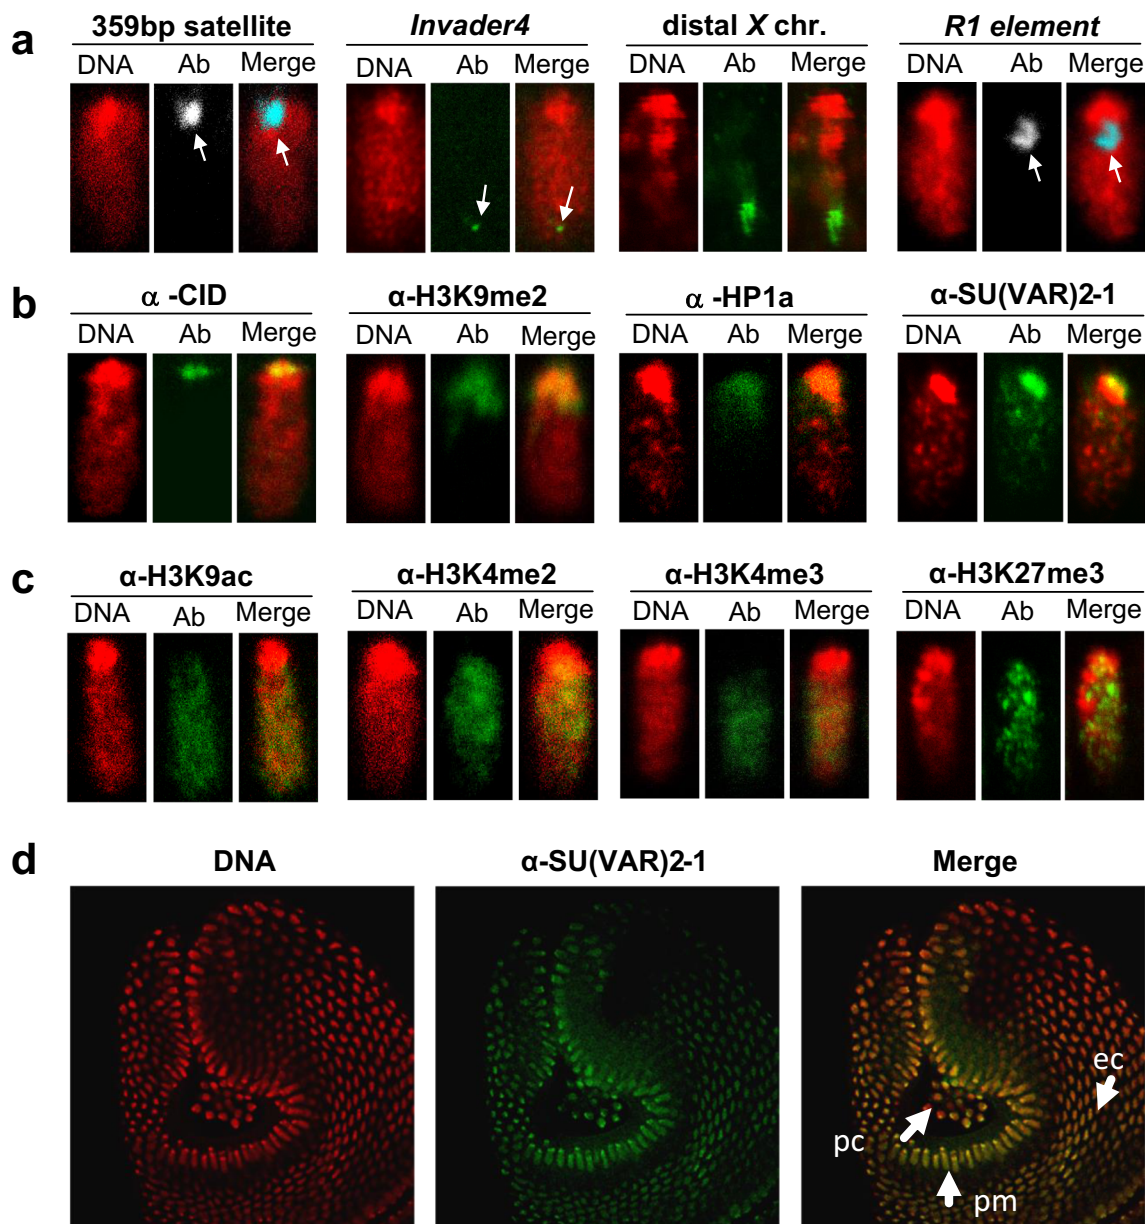 a
359bp satellite Invader4 distal X chr. R1 element
DNA Ab Merge DNA Ab Merge DNA Ab Merge DNA Ab Merge
b
α -CID α-H3K9me2 α -HP1a α-SU(VAR)2-1
DNA Ab Merge DNA Ab Merge DNA Ab Merge DNA Ab Merge
c
α-H3K9ac α-H3K4me2 α-H3K4me3 α-H3K27me3
DNA Ab Merge DNA Ab Merge DNA Ab Merge DNA Ab Merge
d
DNA α-SU(VAR)2-1 Merge
ec
pc
pm